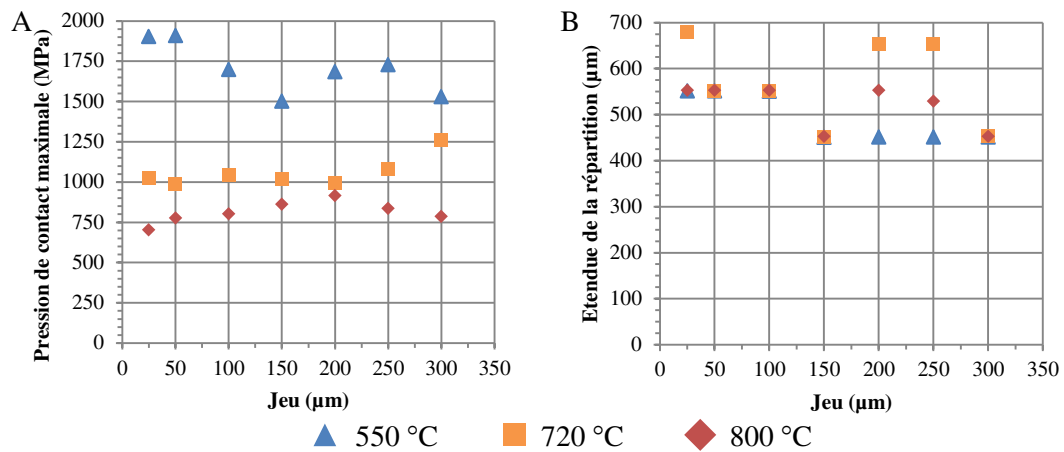 A
Pression de contact maximale (MPa)
2000
1750
1500
1250
1000
750
500
250
0
0 50 100 150 200 250 300 350
Jeu (µm)
B
Etendue de la répartition (µm)
700
600
500
400
300
200
100
0
0 50 100 150 200 250 300 350
Jeu (µm)
550 °C 720 °C 800 °C